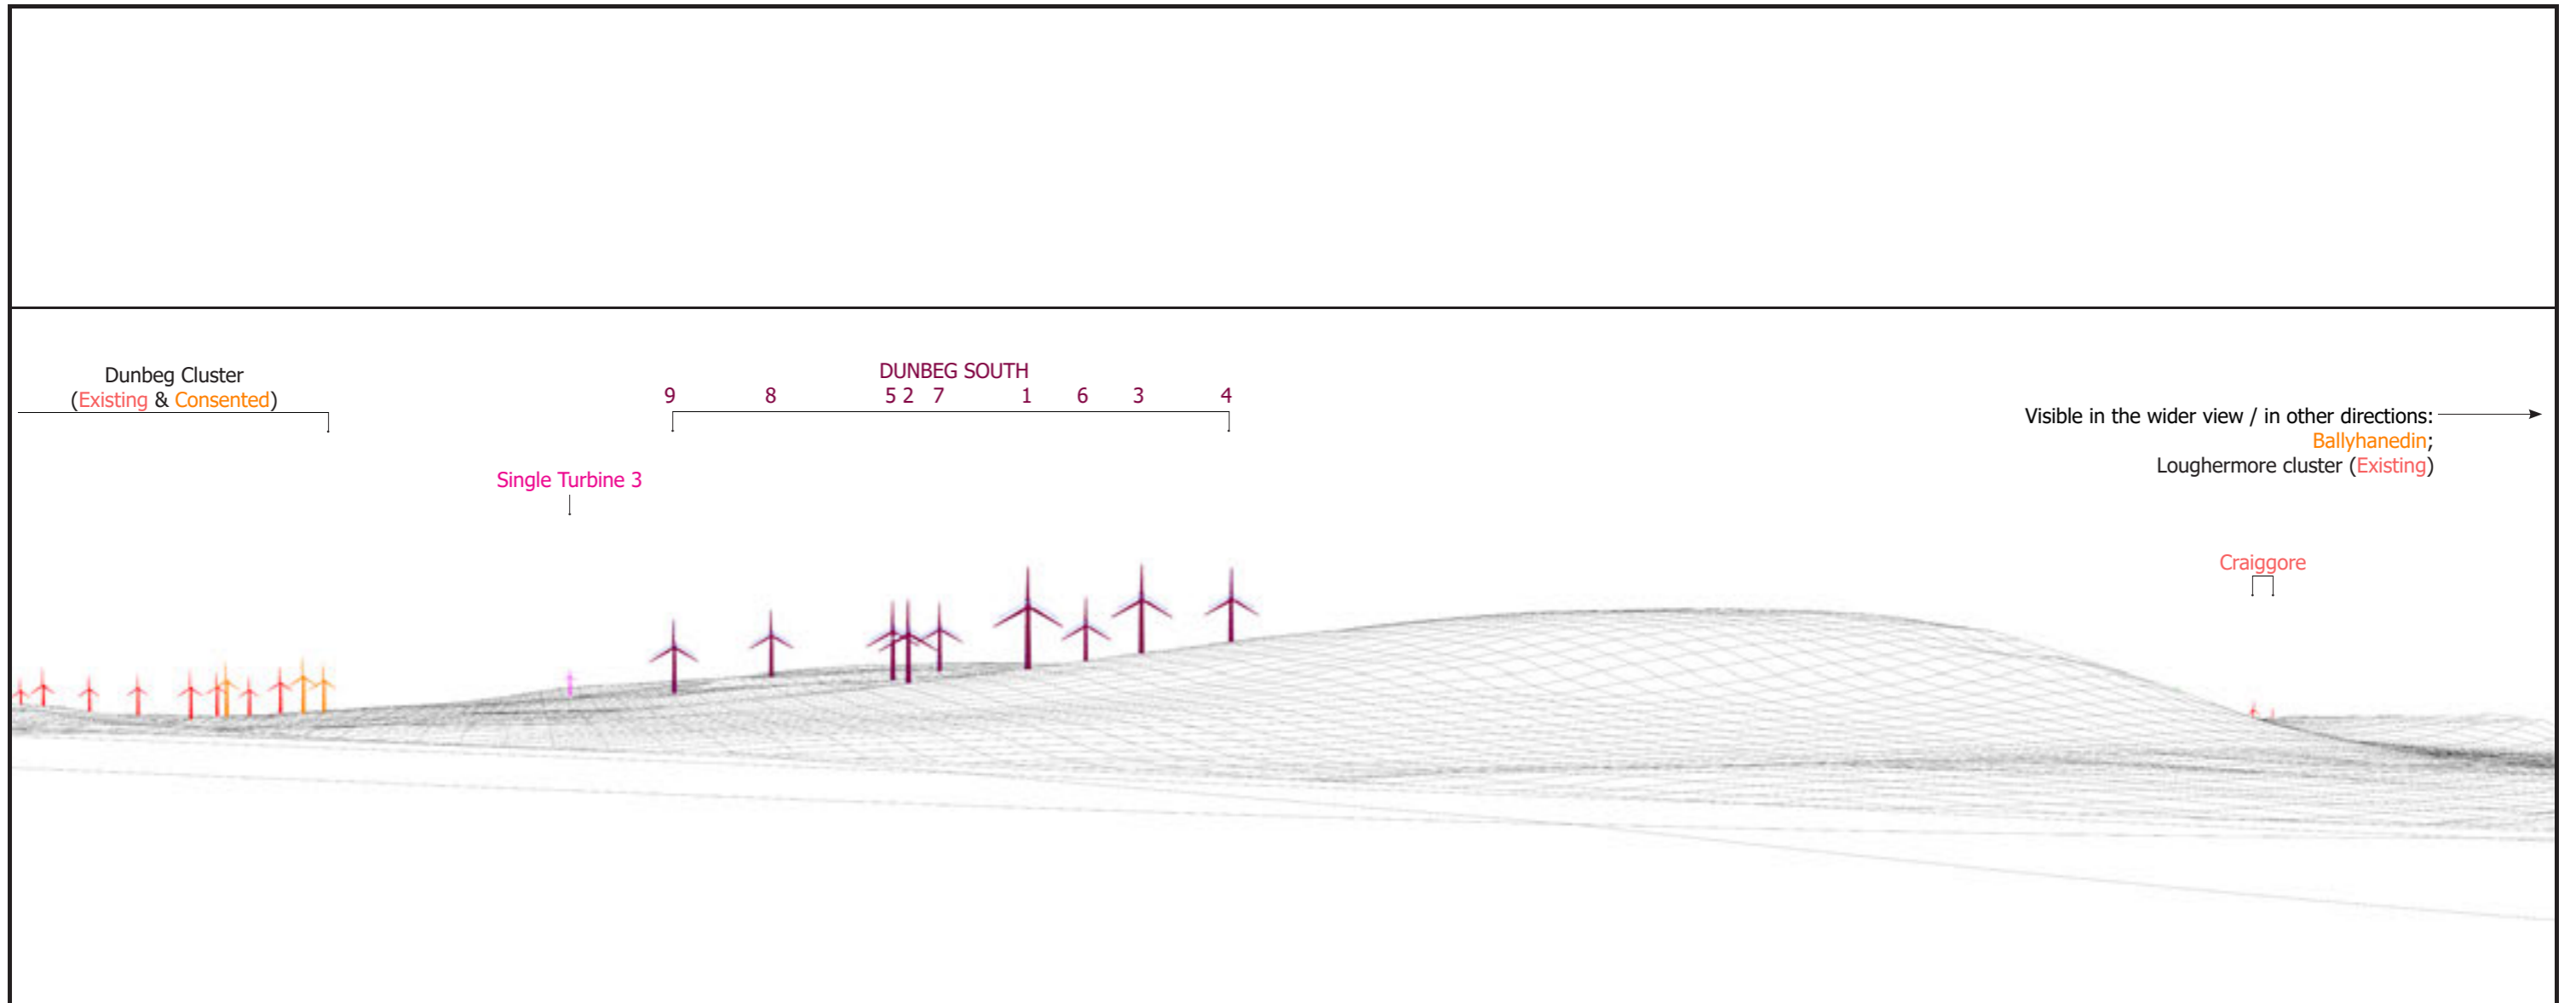 Dunbeg Cluster
(Existing & Consented)
Single Turbine 3
DUNBEG SOUTH
9 8 5 2 7 1 6 3 4
Visible in the wider view / in other directions:
Ballyhanedin;
Loughermore cluster (Existing)
Craiggore